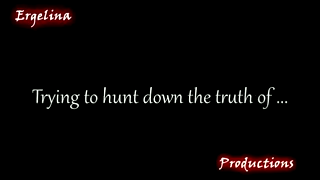 Ergelina
Trying to hunt down the truth of ...
Productions